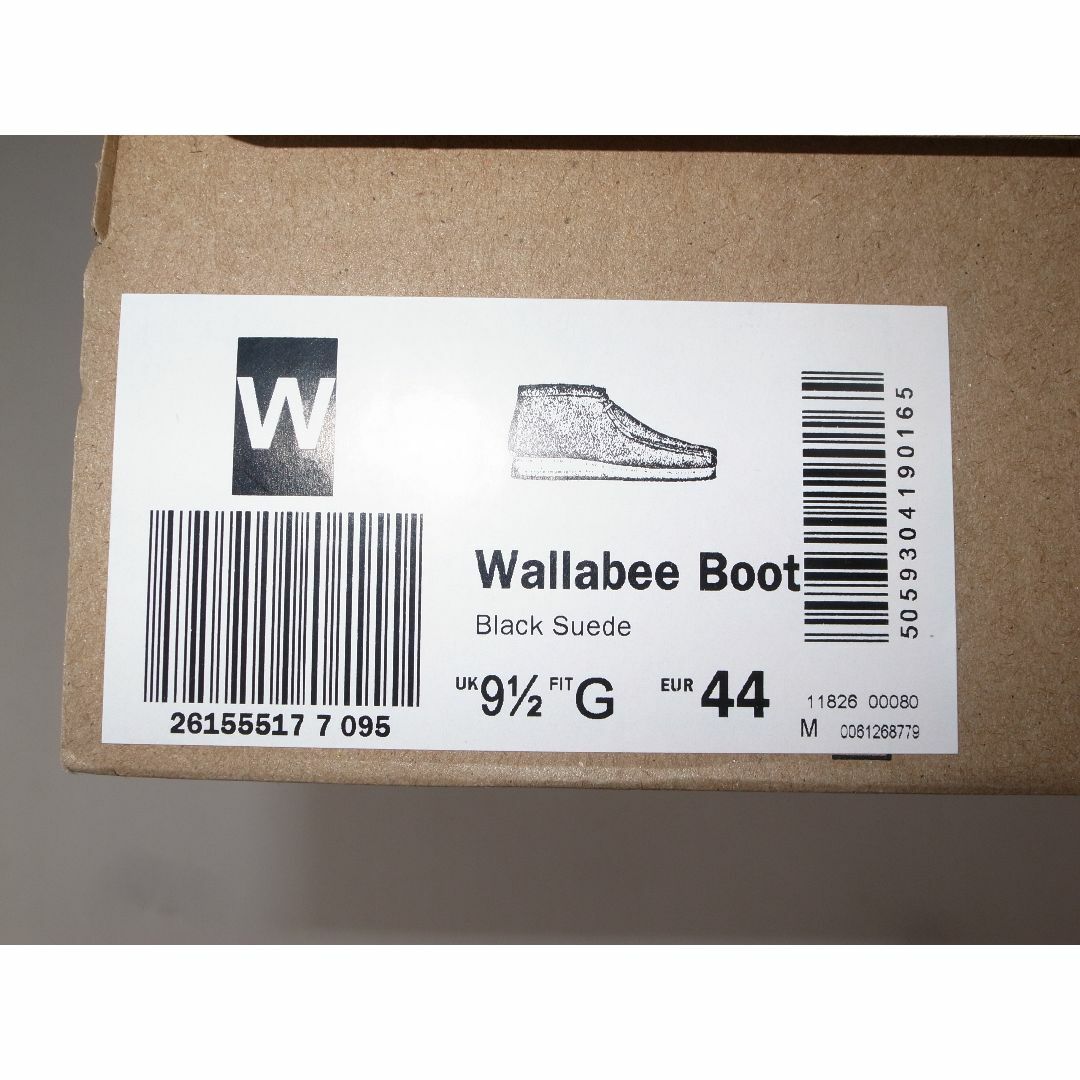 W
Wallabee Boot
Black Suede
UK 9½ FIT G EUR 44
26155517 7 095
5059304190165
11826 00080
M 0061268779